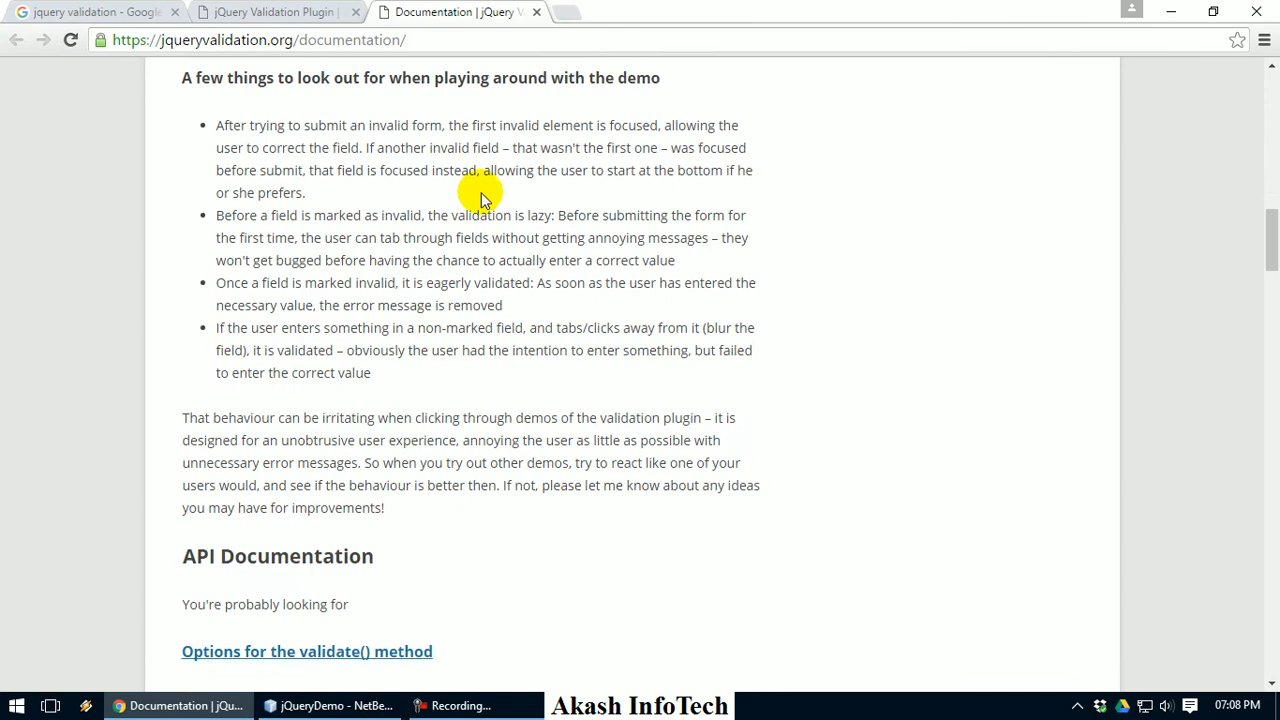 jquery validation - Google
jQuery Validation Plugin |
Documentation | jQuery V
https://jqueryvalidation.org/documentation/
A few things to look out for when playing around with the demo
After trying to submit an invalid form, the first invalid element is focused, allowing the
user to correct the field. If another invalid field – that wasn't the first one – was focused
before submit, that field is focused instead, allowing the user to start at the bottom if he
or she prefers.
Before a field is marked as invalid, the validation is lazy: Before submitting the form for
the first time, the user can tab through fields without getting annoying messages – they
won't get bugged before having the chance to actually enter a correct value
Once a field is marked invalid, it is eagerly validated: As soon as the user has entered the
necessary value, the error message is removed
If the user enters something in a non-marked field, and tabs/clicks away from it (blur the
field), it is validated – obviously the user had the intention to enter something, but failed
to enter the correct value
That behaviour can be irritating when clicking through demos of the validation plugin – it is
designed for an unobtrusive user experience, annoying the user as little as possible with
unnecessary error messages. So when you try out other demos, try to react like one of your
users would, and see if the behaviour is better then. If not, please let me know about any ideas
you may have for improvements!
API Documentation
You're probably looking for
Options for the validate() method
Documentation | jQu...
jQueryDemo - NetBe...
Recording...
Akash InfoTech
07:08 PM